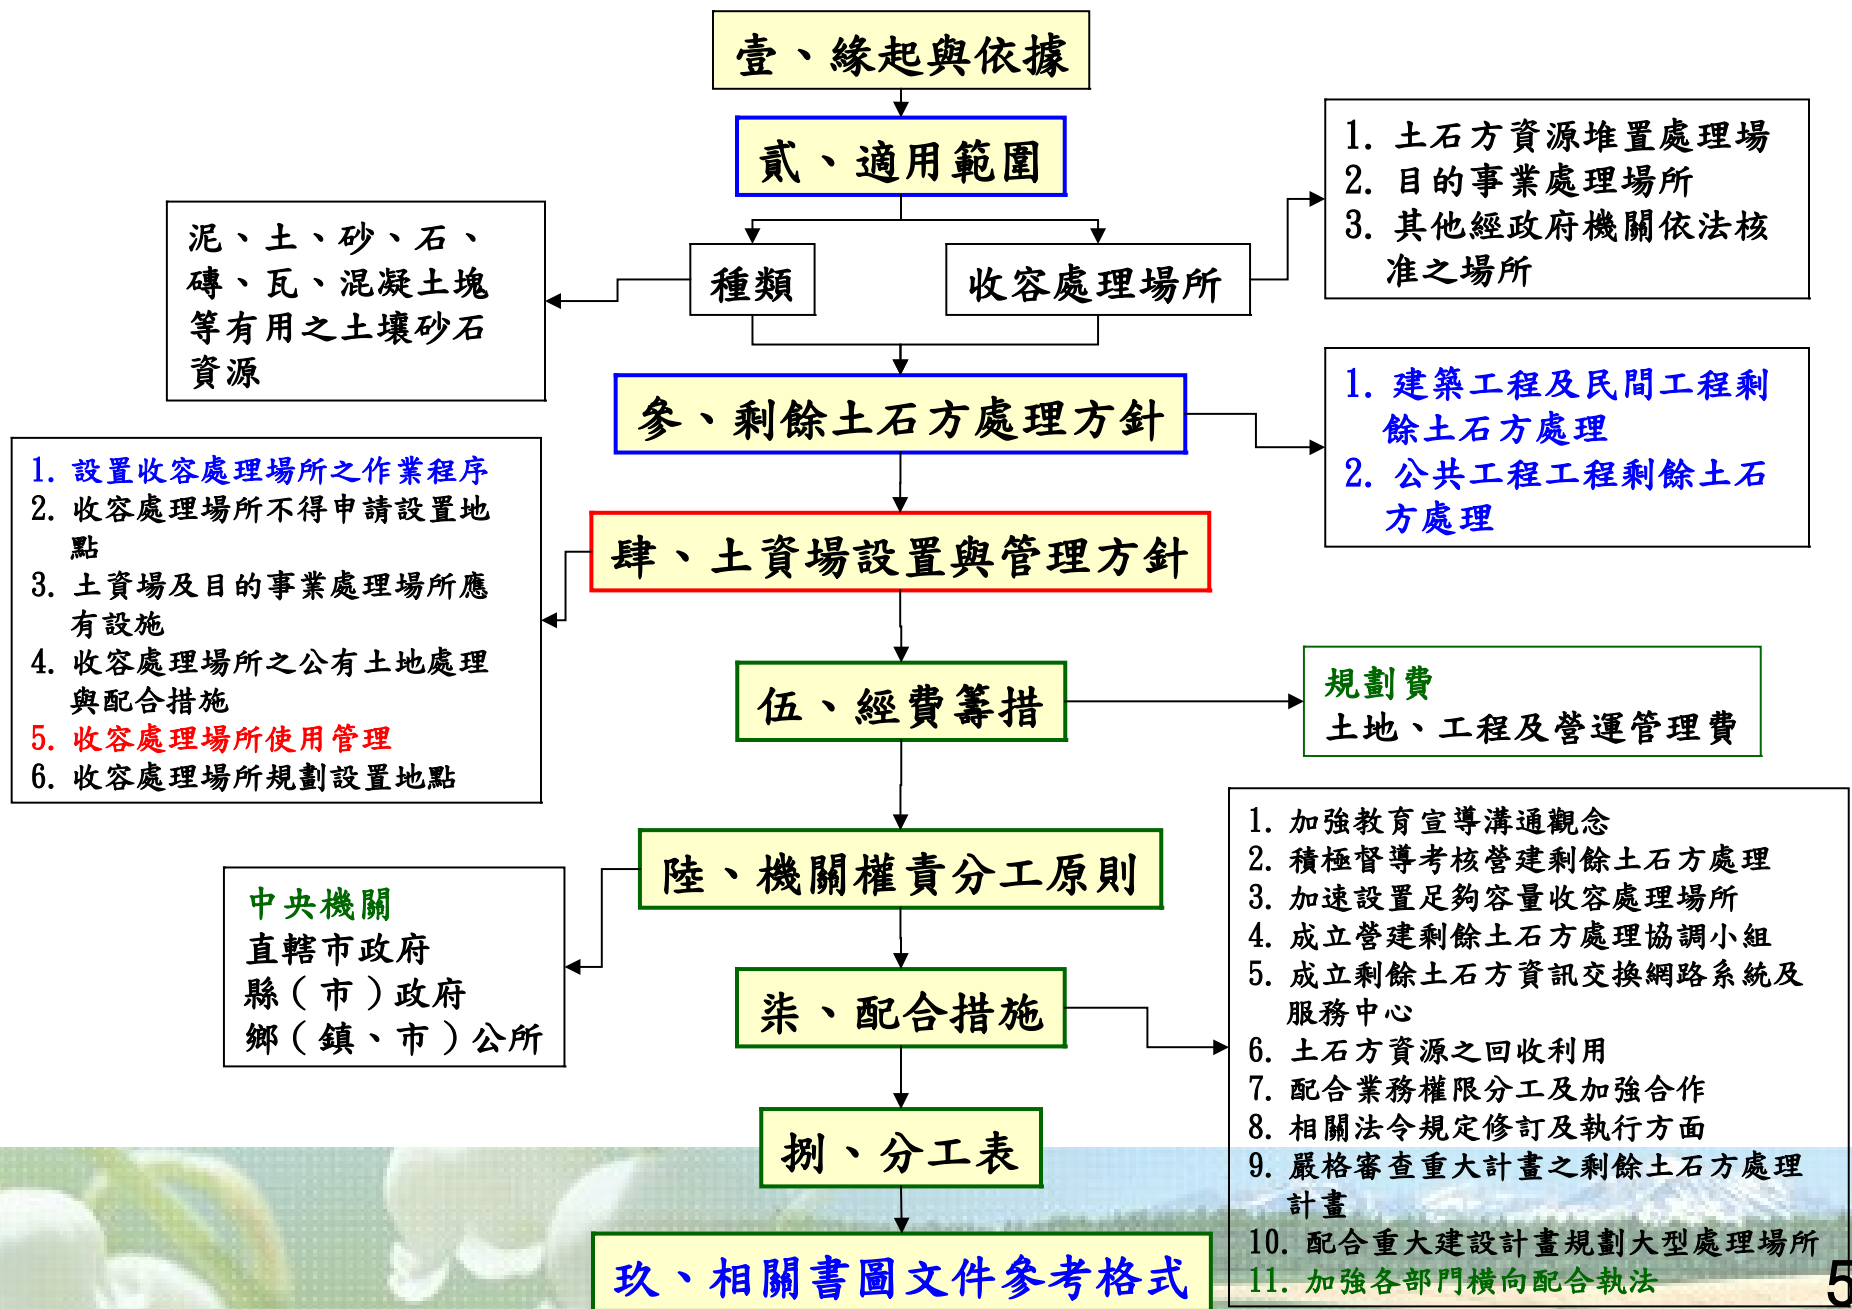 壹、緣起與依據
貳、適用範圍
1. 土石方資源堆置處理場
2. 目的事業處理場所
3. 其他經政府機關依法核
准之場所
泥、土、砂、石、
磚、瓦、混凝土塊
等有用之土壤砂石
資源
種類
收容處理場所
參、剩餘土石方處理方針
1. 建築工程及民間工程剩
餘土石方處理
2. 公共工程工程剩餘土石
方處理
1. 設置收容處理場所之作業程序
2. 收容處理場所不得申請設置地
點
3. 土資場及目的事業處理場所應
有設施
4. 收容處理場所之公有土地處理
與配合措施
5. 收容處理場所使用管理
6. 收容處理場所規劃設置地點
肆、土資場設置與管理方針
伍、經費籌措
規劃費
土地、工程及營運管理費
陸、機關權責分工原則
中央機關
直轄市政府
縣（市）政府
鄉（鎮、市）公所
柒、配合措施
1. 加強教育宣導溝通觀念
2. 積極督導考核營建剩餘土石方處理
3. 加速設置足夠容量收容處理場所
4. 成立營建剩餘土石方處理協調小組
5. 成立剩餘土石方資訊交換網路系統及
服務中心
6. 土石方資源之回收利用
7. 配合業務權限分工及加強合作
8. 相關法令規定修訂及執行方面
9. 嚴格審查重大計畫之剩餘土石方處理
計畫
10. 配合重大建設計畫規劃大型處理場所
11. 加強各部門橫向配合執法
捌、分工表
玖、相關書圖文件參考格式
5